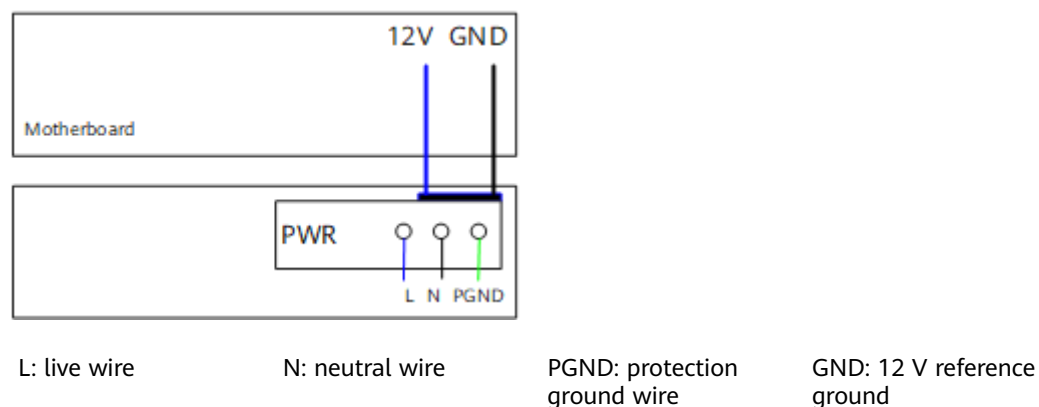 12V GND
Motherboard
PWR
L N PGND
L: live wire
N: neutral wire
PGND: protection
ground wire
GND: 12 V reference
ground